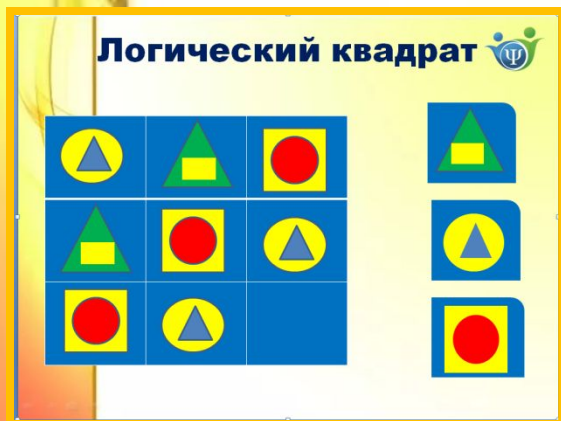 Логический квадрат
Ψ